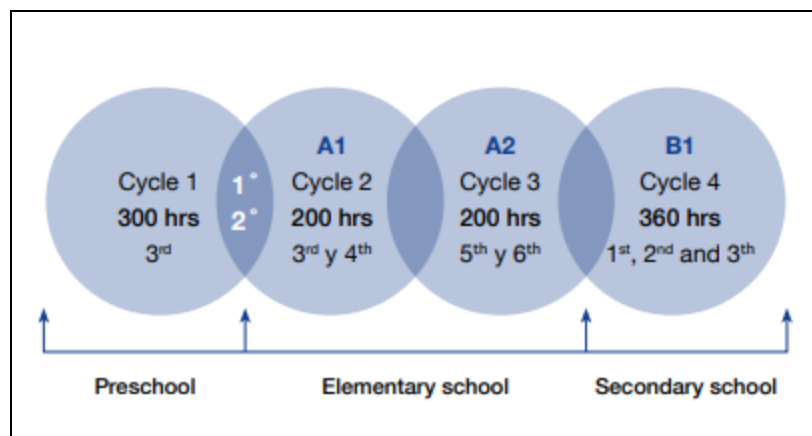 Cycle 1
300 hrs
3rd
1°
2°
A1
Cycle 2
200 hrs
3rd y 4th
A2
Cycle 3
200 hrs
5th y 6th
B1
Cycle 4
360 hrs
1st, 2nd and 3th
Preschool
Elementary school
Secondary school